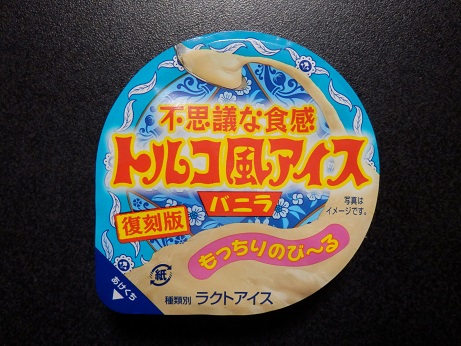 不思議な食感
トルコ風アイス
バニラ
復刻版
写真は
イメージです。
もっちりのび〜る
紙
あけくち
種類別 ラクトアイス